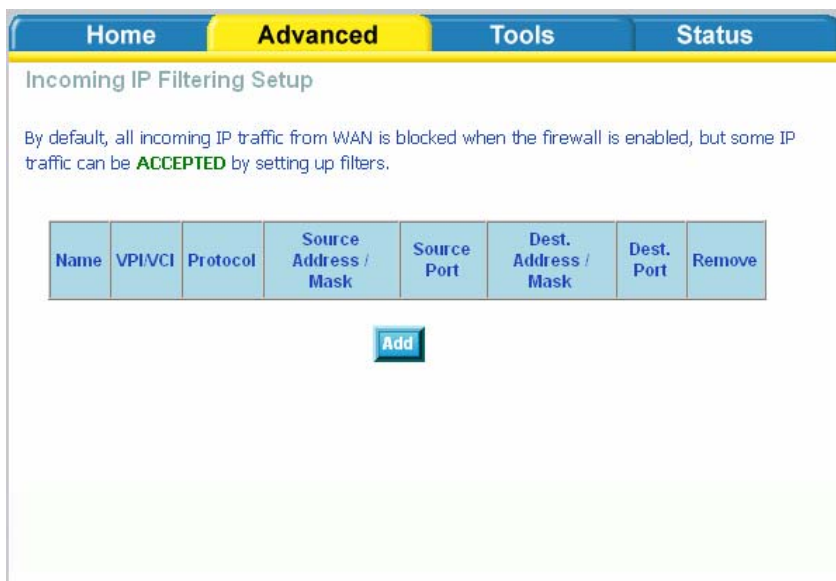 Home Advanced Tools Status
Incoming IP Filtering Setup
By default, all incoming IP traffic from WAN is blocked when the firewall is enabled, but some IP
traffic can be ACCEPTED by setting up filters.
Name VPI/VCI Protocol Source Address / Mask Source Port Dest. Address / Mask Dest. Port Remove
Add